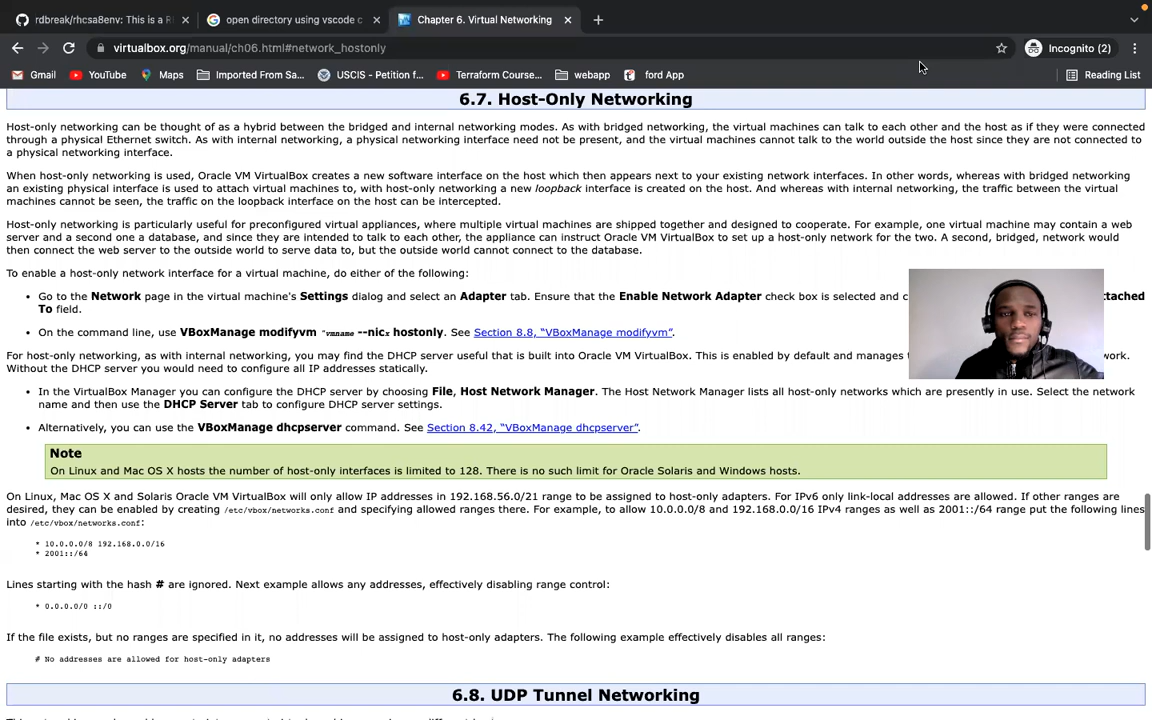 rdbreak/rhcsa8env: This is a R
open directory using vscode c
Chapter 6. Virtual Networking
virtualbox.org/manual/ch06.html#network_hostonly
Incognito (2)
Gmail
YouTube
Maps
Imported From Sa...
USCIS - Petition f...
Terraform Course...
webapp
ford App
Reading List
6.7. Host-Only Networking
Host-only networking can be thought of as a hybrid between the bridged and internal networking modes. As with bridged networking, the virtual machines can talk to each other and the host as if they were connected
through a physical Ethernet switch. As with internal networking, a physical networking interface need not be present, and the virtual machines cannot talk to the world outside the host since they are not connected to
a physical networking interface.
When host-only networking is used, Oracle VM VirtualBox creates a new software interface on the host which then appears next to your existing network interfaces. In other words, whereas with bridged networking
an existing physical interface is used to attach virtual machines to, with host-only networking a new loopback interface is created on the host. And whereas with internal networking, the traffic between the virtual
machines cannot be seen, the traffic on the loopback interface on the host can be intercepted.
Host-only networking is particularly useful for preconfigured virtual appliances, where multiple virtual machines are shipped together and designed to cooperate. For example, one virtual machine may contain a web
server and a second one a database, and since they are intended to talk to each other, the appliance can instruct Oracle VM VirtualBox to set up a host-only network for the two. A second, bridged, network would
then connect the web server to the outside world to serve data to, but the outside world cannot connect to the database.
To enable a host-only network interface for a virtual machine, do either of the following:
• Go to the Network page in the virtual machine's Settings dialog and select an Adapter tab. Ensure that the Enable Network Adapter check box is selected and c ttached
To field.
• On the command line, use VBoxManage modifyvm "vmname --nicx hostonly. See Section 8.8, “VBoxManage modifyvm”.
For host-only networking, as with internal networking, you may find the DHCP server useful that is built into Oracle VM VirtualBox. This is enabled by default and manages work.
Without the DHCP server you would need to configure all IP addresses statically.
• In the VirtualBox Manager you can configure the DHCP server by choosing File, Host Network Manager. The Host Network Manager lists all host-only networks which are presently in use. Select the network
name and then use the DHCP Server tab to configure DHCP server settings.
• Alternatively, you can use the VBoxManage dhcpserver command. See Section 8.42, “VBoxManage dhcpserver”.
Note
On Linux and Mac OS X hosts the number of host-only interfaces is limited to 128. There is no such limit for Oracle Solaris and Windows hosts.
On Linux, Mac OS X and Solaris Oracle VM VirtualBox will only allow IP addresses in 192.168.56.0/21 range to be assigned to host-only adapters. For IPv6 only link-local addresses are allowed. If other ranges are
desired, they can be enabled by creating /etc/vbox/networks.conf and specifying allowed ranges there. For example, to allow 10.0.0.0/8 and 192.168.0.0/16 IPv4 ranges as well as 2001::/64 range put the following lines
into /etc/vbox/networks.conf:
* 10.0.0.0/8 192.168.0.0/16
* 2001::/64
Lines starting with the hash # are ignored. Next example allows any addresses, effectively disabling range control:
* 0.0.0.0/0 ::/0
If the file exists, but no ranges are specified in it, no addresses will be assigned to host-only adapters. The following example effectively disables all ranges:
# No addresses are allowed for host-only adapters
6.8. UDP Tunnel Networking